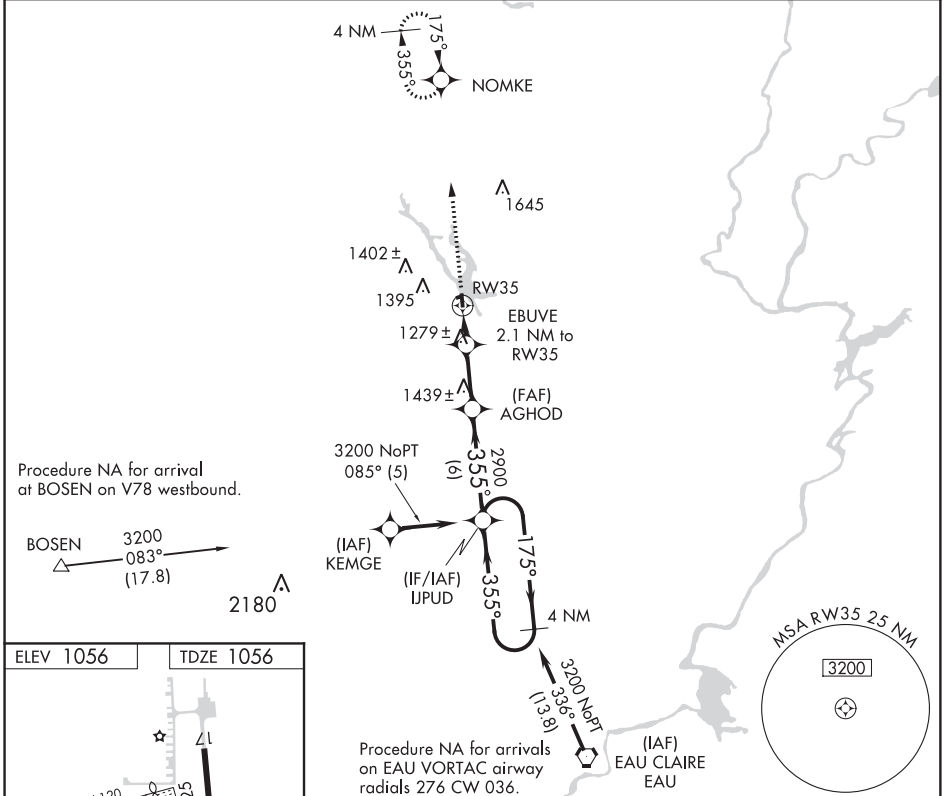 4 NM
175°
355°
NOMKE
1645
1402 ±
1395
RW35
1279 ±
EBUVE
2.1 NM to
RW35
1439 ±
(FAF)
AGHOD
3200 NoPT
085° (5)
2900
355°
(6)
Procedure NA for arrival
at BOSEN on V78 westbound.
BOSEN
3200
083°
(17.8)
(IAF)
KEMGE
(IF/IAF)
IJPUD
175°
355°
4 NM
2180
3200 NoPT
336°
(13.8)
(IAF)
EAU CLAIRE
EAU
Procedure NA for arrivals
on EAU VORTAC airway
radials 276 CW 036.
MSA RW35 25 NM
3200
ELEV 1056
TDZE 1056
17
1120